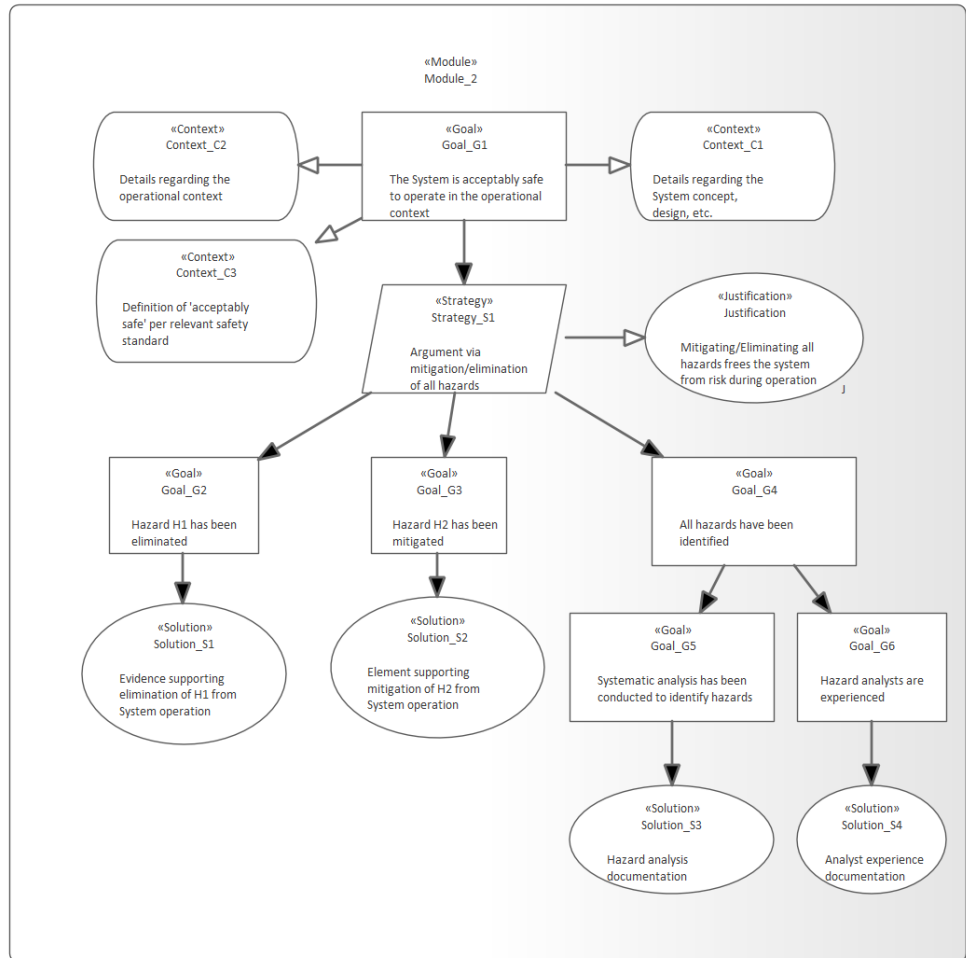 «Module»
Module_2
«Context»
Context_C2
Details regarding the
operational context
«Goal»
Goal_G1
The System is acceptably safe
to operate in the operational
context
«Context»
Context_C1
Details regarding the
System concept,
design, etc.
«Context»
Context_C3
Definition of 'acceptably
safe' per relevant safety
standard
«Strategy»
Strategy_S1
Argument via
mitigation/elimination
of all hazards
«Justification»
Justification
Mitigating/Eliminating all
hazards frees the system
from risk during operation
J
«Goal»
Goal_G2
Hazard H1 has been
eliminated
«Goal»
Goal_G3
Hazard H2 has been
mitigated
«Goal»
Goal_G4
All hazards have been
identified
«Solution»
Solution_S1
Evidence supporting
elimination of H1 from
System operation
«Solution»
Solution_S2
Element supporting
mitigation of H2 from
System operation
«Goal»
Goal_G5
Systematic analysis has been
conducted to identify hazards
«Goal»
Goal_G6
Hazard analysts are
experienced
«Solution»
Solution_S3
Hazard analysis
documentation
«Solution»
Solution_S4
Analyst experience
documentation